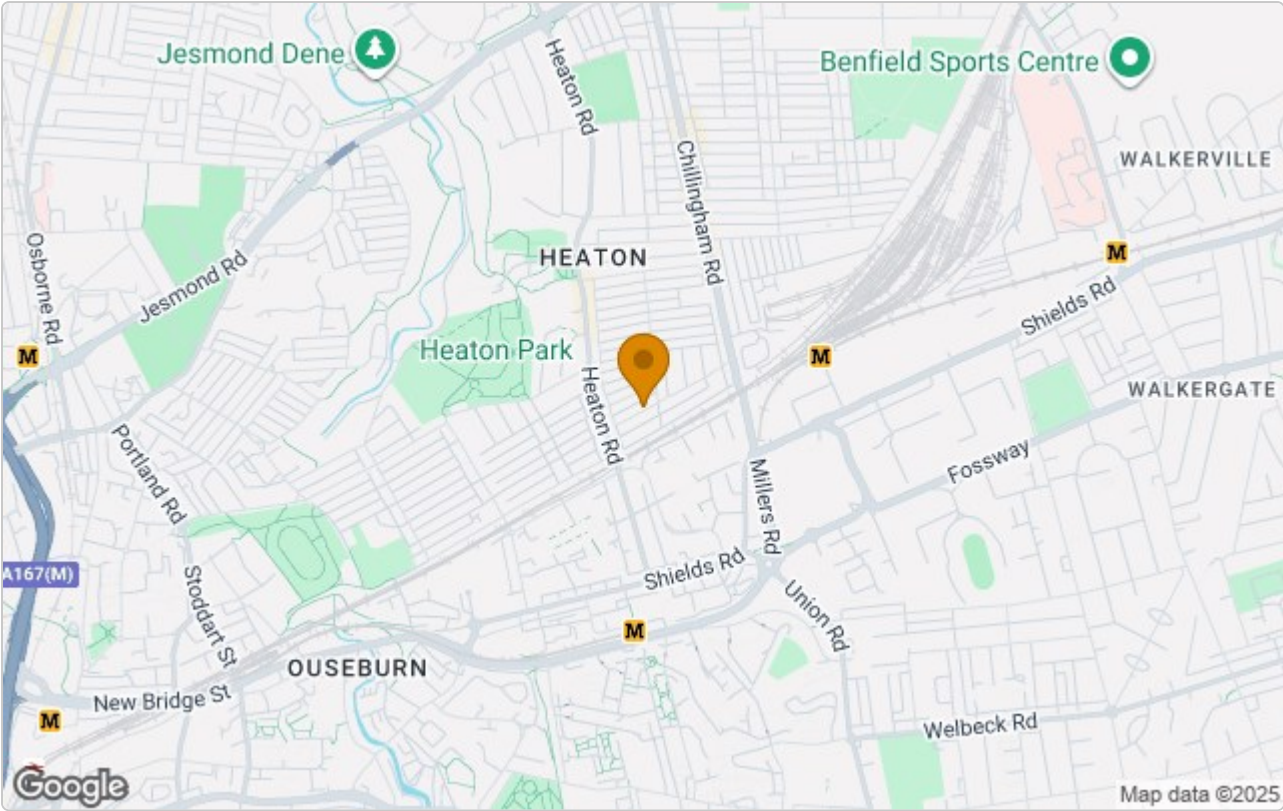 Jesmond Dene
Heaton Rd
Benfield Sports Centre
Chillingham Rd
WALKERVILLE
Osborne Rd
Jesmond Rd
HEATON
M
Shields Rd
M
Heaton Park
M
Heaton Rd
WALKERGATE
Portland Rd
Fossway
Millers Rd
A167(M)
Stoddart St
Shields Rd
Union Rd
M
OUSEBURN
New Bridge St
M
Welbeck Rd
Google
Map data ©2025